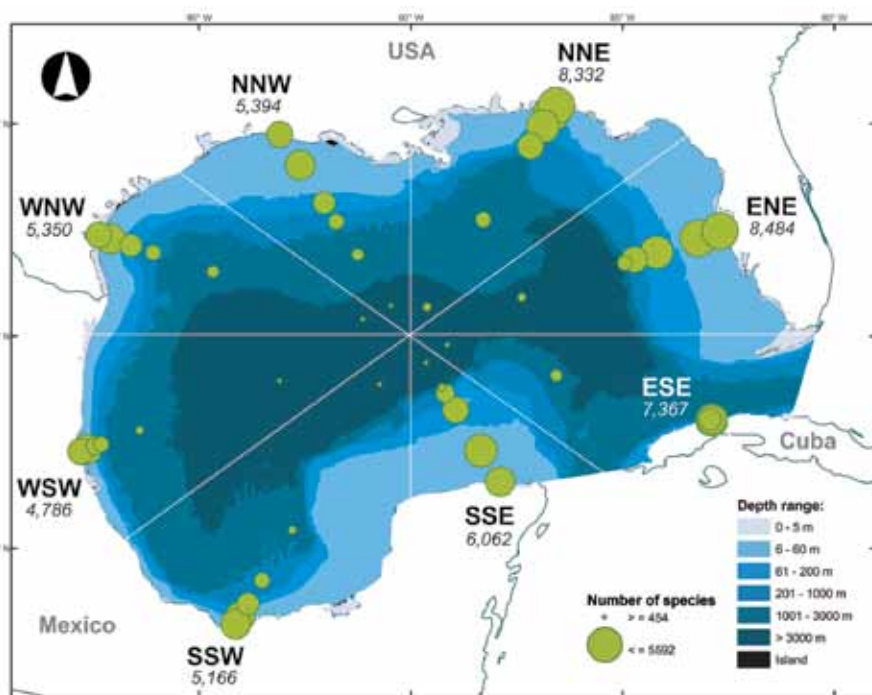 USA
NNE
8,332
NNW
5,394
WNW
5,350
ENE
8,484
ESE
7,367
Cuba
WSW
4,786
SSE
6,062
Mexico
SSW
5,166
Depth range:
0 - 5 m
6 - 60 m
61 - 200 m
201 - 1000 m
1001 - 3000 m
> 3000 m
Island
Number of species
> = 454
< = 5592